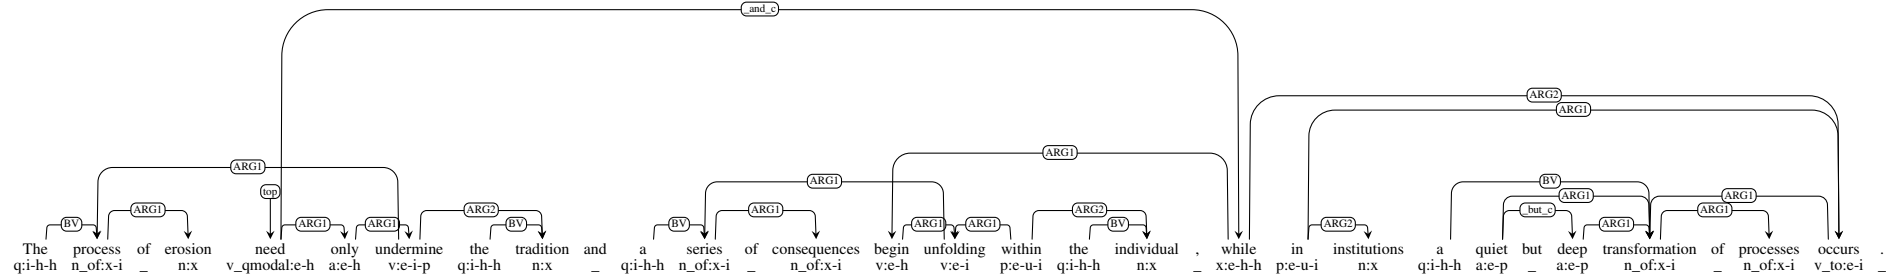 _and_c
ARG2
ARG1
ARG1
ARG1
top
ARG1
BV
ARG1
ARG1
BV
ARG1
ARG1
ARG1
ARG2
BV
BV
ARG1
ARG1
ARG1
ARG2
BV
ARG2
_but_c
ARG1
ARG1
The process of erosion need only undermine the tradition and a series of consequences begin unfolding within the individual , while in institutions a quiet but deep transformation of processes occurs .
q:i-h-h n_of:x-i _ n:x v_qmodal:e-h a:e-h v:e-i-p q:i-h-h n:x _ q:i-h-h n_of:x-i _ n_of:x-i v:e-h v:e-i p:e-u-i q:i-h-h n:x _ x:e-h-h p:e-u-i n:x q:i-h-h a:e-p _ a:e-p n_of:x-i _ n_of:x-i v_to:e-i _